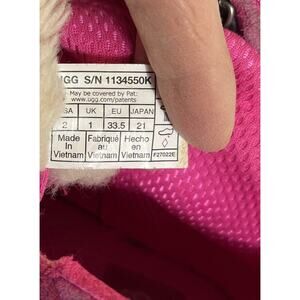 UGG S/N 1134550K
May be covered by Pat:
www.ugg.com/patents
USA UK EU JAPAN
2 1 33.5 21
Made In Vietnam
Fabriqué au Vietnam
Hecho en Vietnam
F27022E